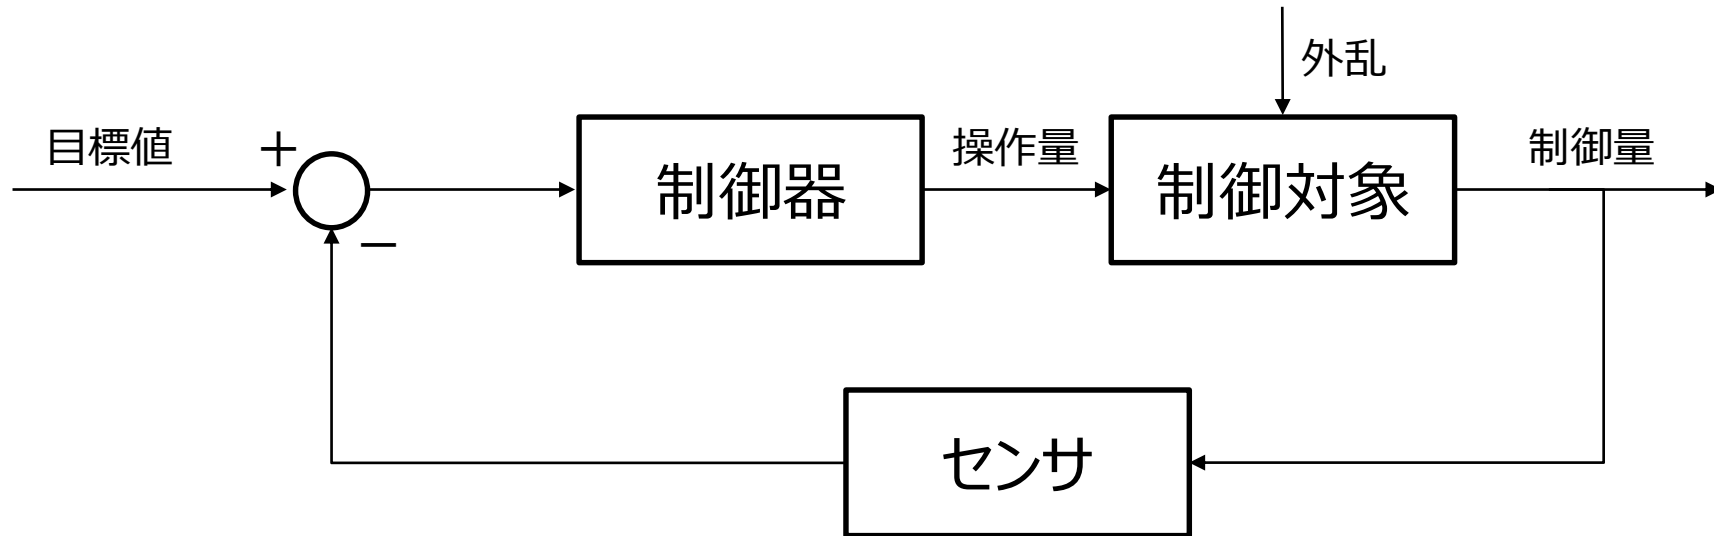 外乱
目標値
+
制御器
操作量
制御対象
制御量
−
センサ